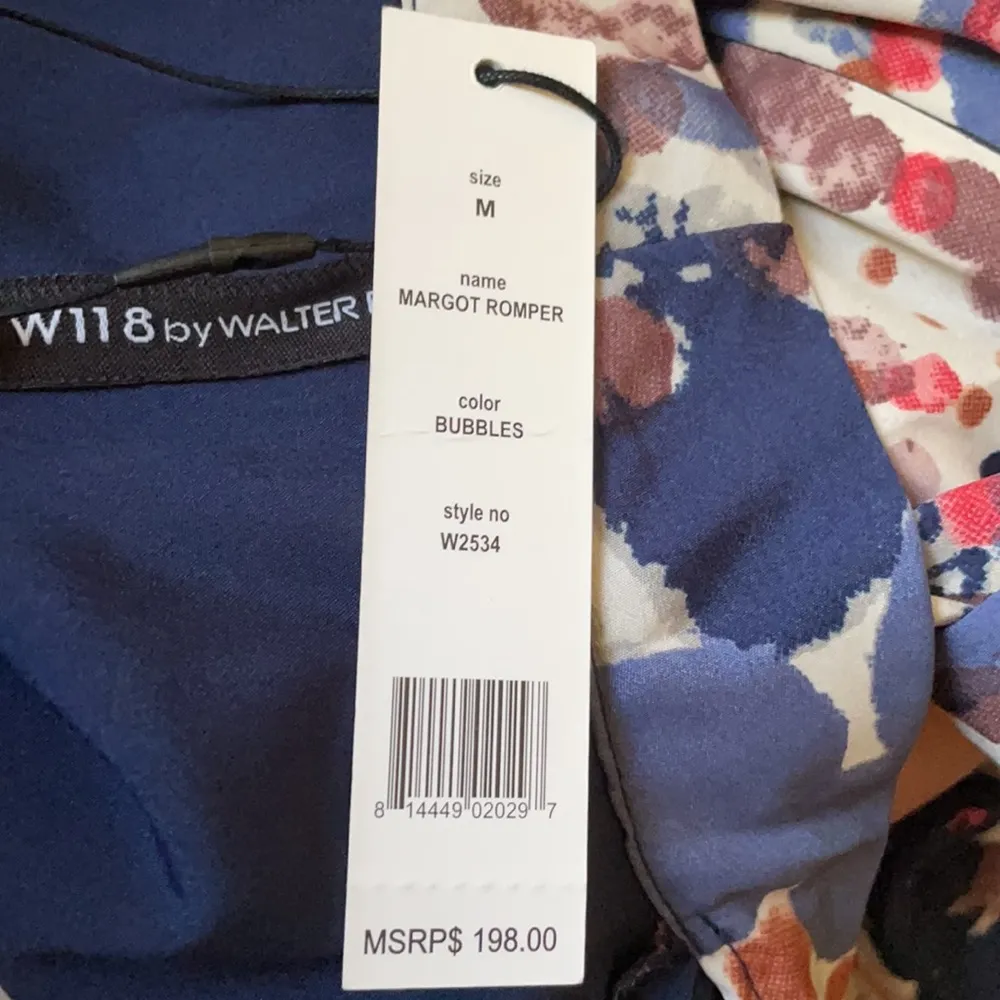 W118 by WALTER
size
M
name
MARGOT ROMPER
color
BUBBLES
style no
W2534
8 14449 02029 7
MSRP$ 198.00